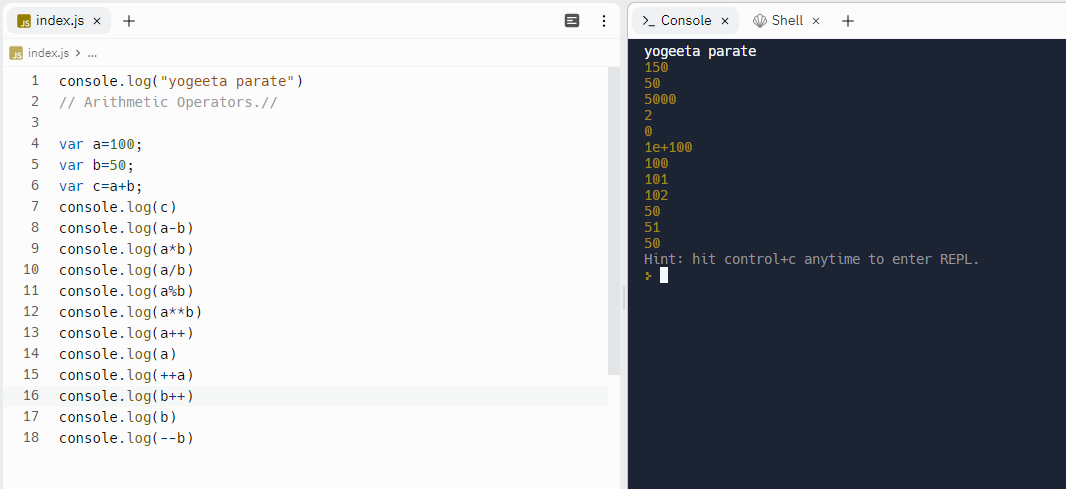 JS index.js ×  +
>_ Console ×  Shell ×  +
JS index.js > ...
1 console.log("yogeeta parate")
2 // Arithmetic Operators.//
3
4 var a=100;
5 var b=50;
6 var c=a+b;
7 console.log(c)
8 console.log(a-b)
9 console.log(a*b)
10 console.log(a/b)
11 console.log(a%b)
12 console.log(a**b)
13 console.log(a++)
14 console.log(a)
15 console.log(++a)
16 console.log(b++)
17 console.log(b)
18 console.log(--b)
yogeeta parate
150
50
5000
2
0
1e+100
100
101
102
50
51
50
Hint: hit control+c anytime to enter REPL.
>